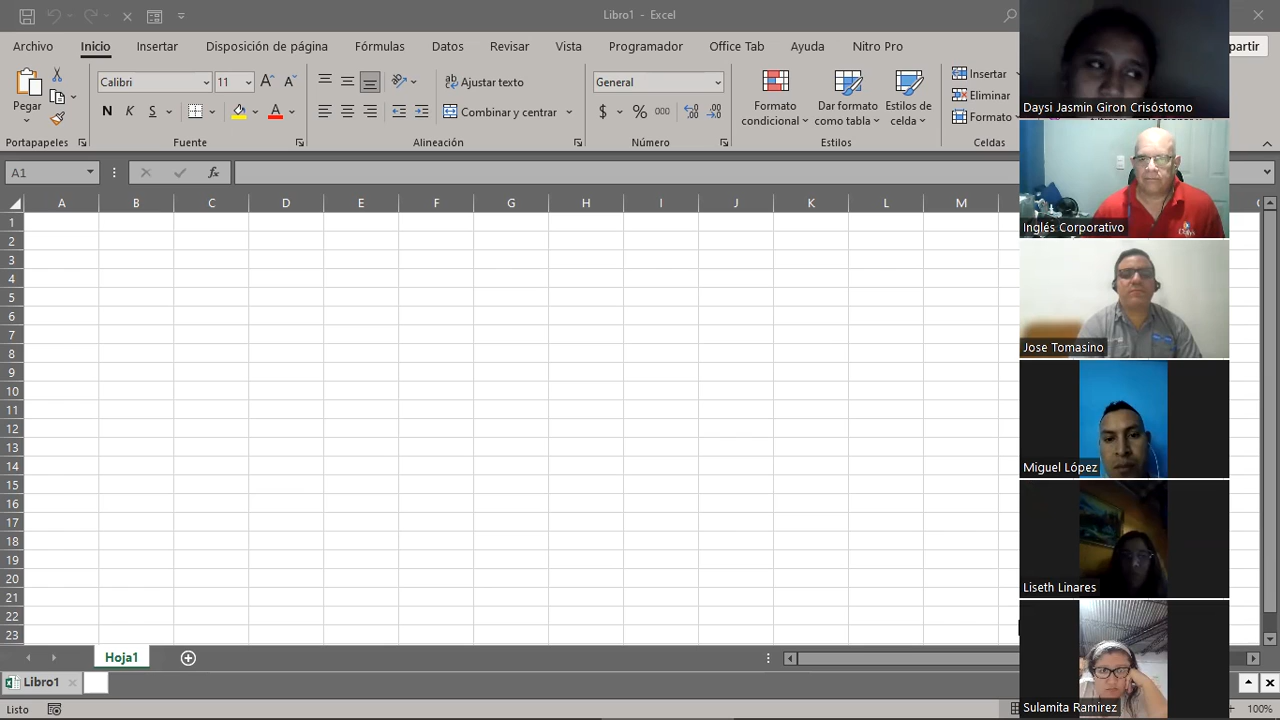 Libro1 - Excel
Archivo Inicio Insertar Disposición de página Fórmulas Datos Revisar Vista Programador Office Tab Ayuda Nitro Pro partir
Pegar
Calibri 11
N K S
Ajustar texto
Combinar y centrar
General
$ % 000
Formato condicional
Dar formato como tabla
Estilos de celda
Insertar
Eliminar
Formato
Portapapeles Fuente Alineación Número Estilos Celdas
A1 fx
A B C D E F G H I J K L M
1
2
3
4
5
6
7
8
9
10
11
12
13
14
15
16
17
18
19
20
21
22
23
Hoja1
Libro1
Listo 100%
Daysi Jasmin Giron Crisóstomo
Inglés Corporativo
Jose Tomasino
Miguel López
Liseth Linares
Sulamita Ramirez